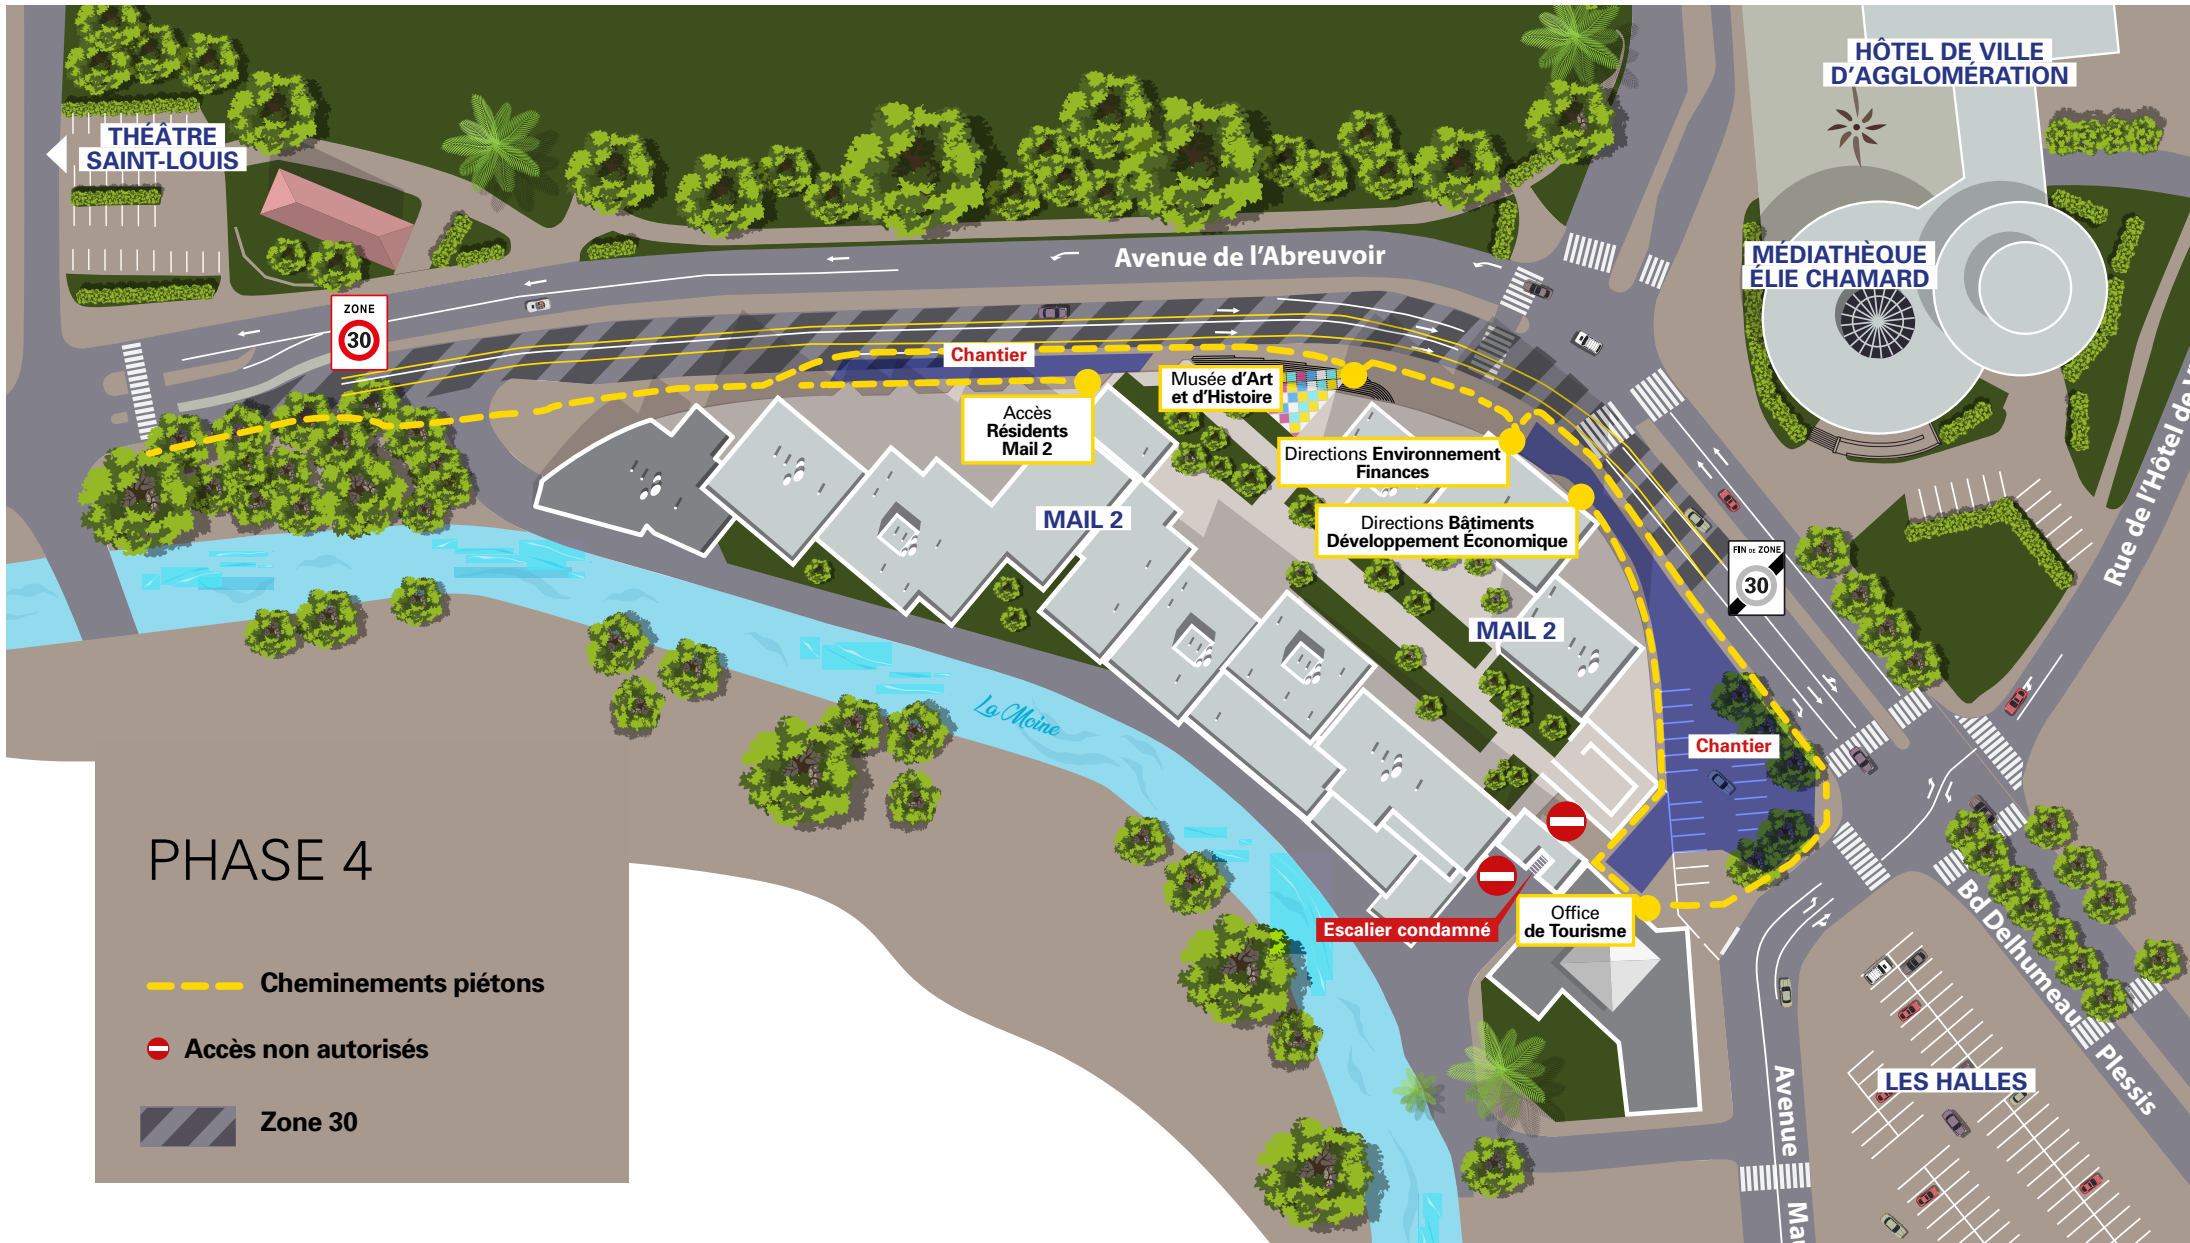 HÔTEL DE VILLE
D'AGGLOMÉRATION
THÉÂTRE
SAINT-LOUIS
Avenue de l'Abreuvoir
MÉDIATHÈQUE
ÉLIE CHAMARD
ZONE
30
Chantier
Musée d'Art
et d'Histoire
Accès
Résidents
Mail 2
Directions Environnement
Finances
Directions Bâtiments
Développement Économique
MAIL 2
MAIL 2
FIN DE ZONE
30
Rue de l'Hôtel de Vi
La Moine
Chantier
Escalier condamné
Office
de Tourisme
Bd Delhumeau Plessis
LES HALLES
Avenue Mau
PHASE 4
Cheminements piétons
Accès non autorisés
Zone 30